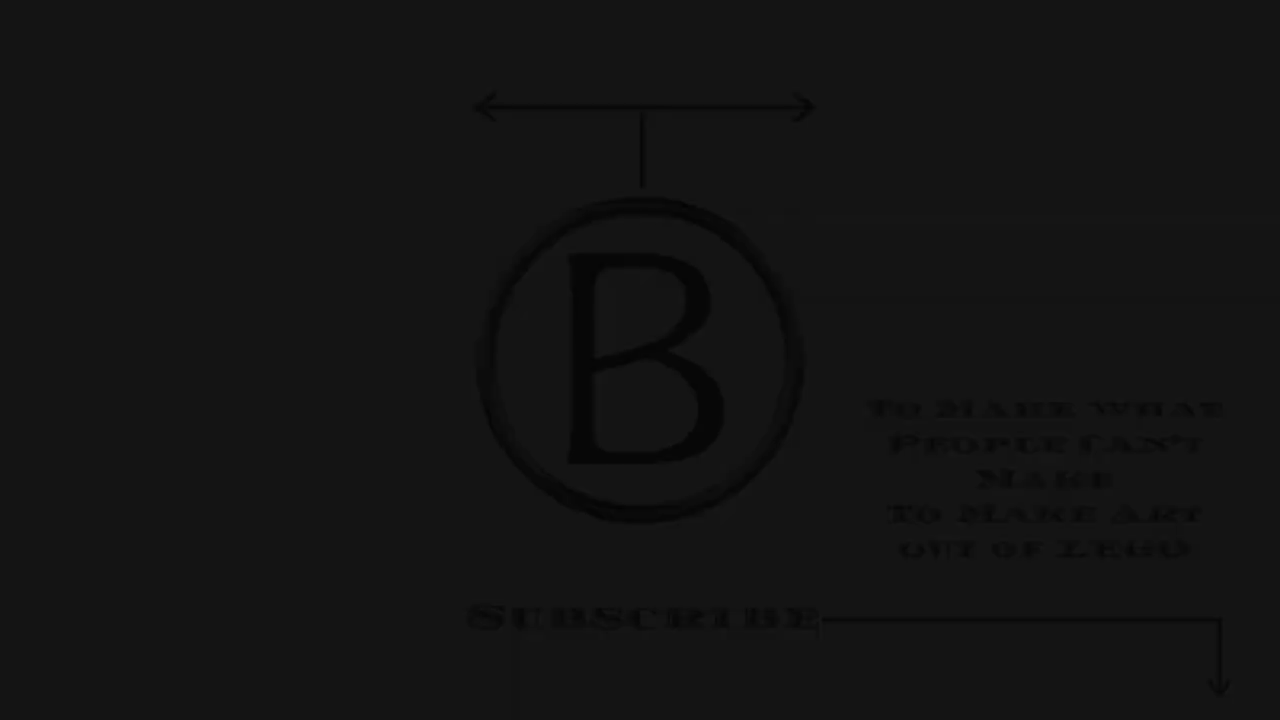 B
To Make what
People Can't
Make
To Make Art
out of Zero
Subscribe